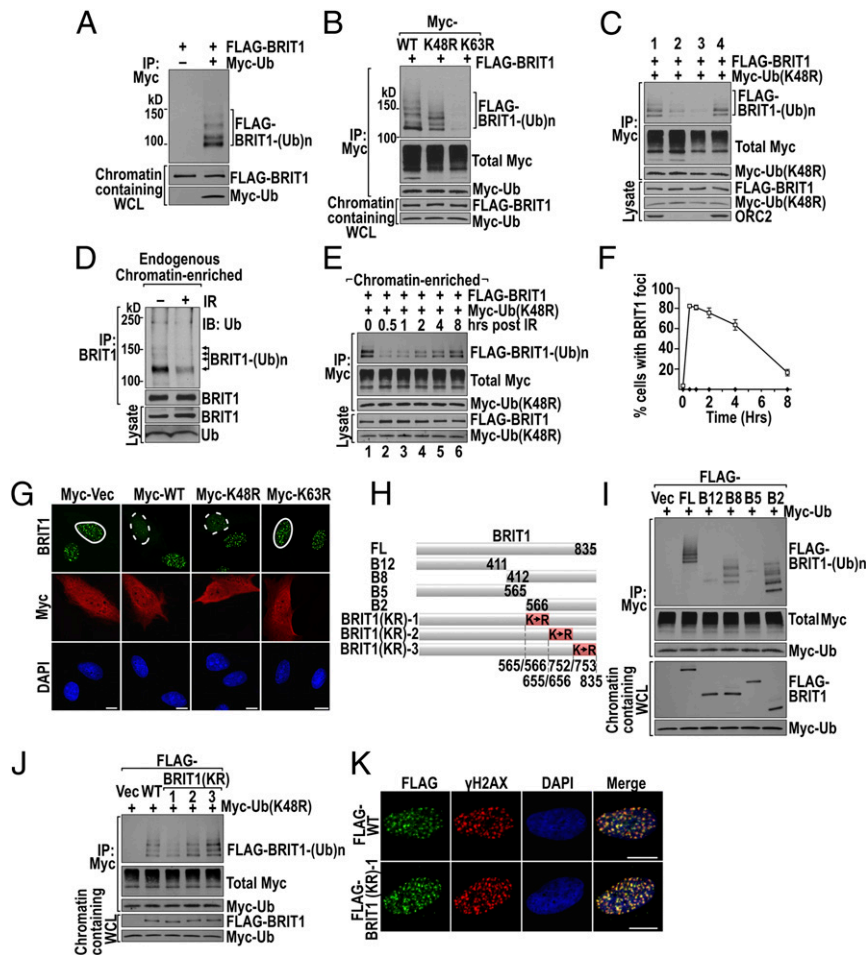 A
+ + FLAG-BRIT1
IP: − + Myc-Ub
Myc
kD
150
100
FLAG-
BRIT1-(Ub)n
Chromatin
containing
WCL
FLAG-BRIT1
Myc-Ub
B
Myc-
WT K48R K63R
+ + + FLAG-BRIT1
kD
150
100
IP:
Myc
FLAG-
BRIT1-(Ub)n
Total Myc
Myc-Ub
Chromatin
containing
WCL
FLAG-BRIT1
Myc-Ub
C
1 2 3 4
+ + + + FLAG-BRIT1
+ + + + Myc-Ub(K48R)
IP:
Myc
FLAG-
BRIT1-(Ub)n
Total Myc
Myc-Ub(K48R)
Lysate
FLAG-BRIT1
Myc-Ub(K48R)
ORC2
D
Endogenous
Chromatin-enriched
− + IR
kD
250
150
100
IB: Ub
IP:
BRIT1
BRIT1-(Ub)n
BRIT1
Lysate
BRIT1
Ub
E
Chromatin-enriched
+ + + + + + FLAG-BRIT1
+ + + + + + Myc-Ub(K48R)
0 0.5 1 2 4 8 hrs post IR
IP:
Myc
FLAG-BRIT1-(Ub)n
Total Myc
Myc-Ub(K48R)
Lysate
FLAG-BRIT1
Myc-Ub(K48R)
1 2 3 4 5 6
F
% cells with BRIT1 foci
100
80
60
40
20
0 2 4 6 8
Time (Hrs)
G
Myc-Vec Myc-WT Myc-K48R Myc-K63R
BRIT1
Myc
DAPI
H
BRIT1
FL 835
B12 411
B8 412
B5 565
B2 566
BRIT1(KR)-1 K➔R
BRIT1(KR)-2 K➔R
BRIT1(KR)-3 K➔R
565/566 752/753
655/656 835
I
FLAG-
Vec FL B12 B8 B5 B2
+ + + + + + Myc-Ub
IP:
Myc
FLAG-
BRIT1-(Ub)n
Total Myc
Myc-Ub
Chromatin
containing
WCL
FLAG-
BRIT1
Myc-Ub
J
FLAG-
BRIT1(KR)
Vec WT 1 2 3
+ + + + + Myc-Ub(K48R)
IP:
Myc
FLAG-BRIT1-(Ub)n
Total Myc
Myc-Ub
Chromatin
containing
WCL
FLAG-BRIT1
Myc-Ub
K
FLAG γH2AX DAPI Merge
FLAG-
WT
FLAG-
BRIT1 (KR)-1